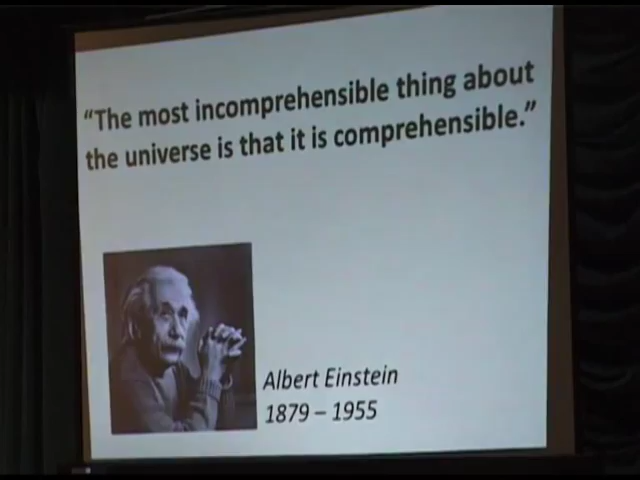 “The most incomprehensible thing about
the universe is that it is comprehensible.”
Albert Einstein
1879 – 1955